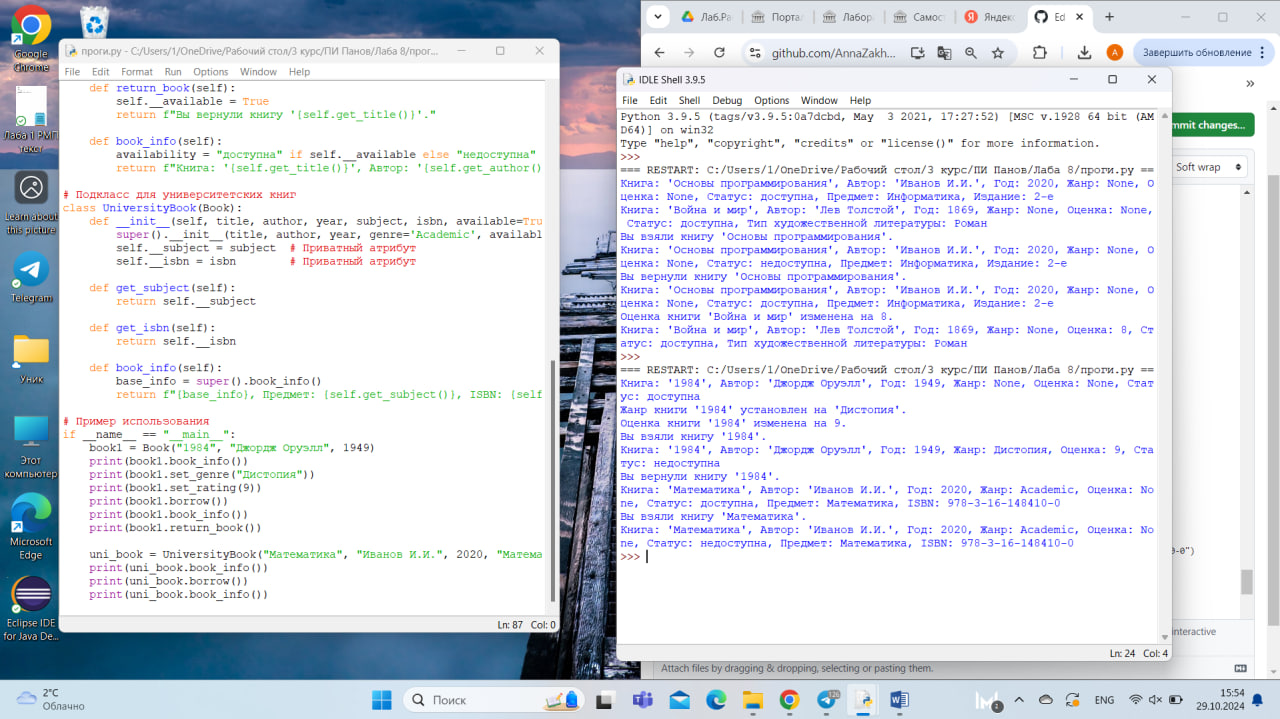 Google Chrome
Лаба 1 РМП текст
Learn about this picture
Telegram
Уник
Этот компьютер
Microsoft Edge
Eclipse IDE for Java De...
проги.py - C:/Users/1/OneDrive/Рабочий стол/3 курс/ПИ Панов/Лаба 8/прог...
File Edit Format Run Options Window Help
def return_book(self):
self.__available = True
return f"Вы вернули книгу '{self.get_title()}'."
def book_info(self):
availability = "доступна" if self.__available else "недоступна"
return f"Книга: '{self.get_title()}', Автор: '{self.get_author()
# Подкласс для университетских книг
class UniversityBook(Book):
def __init__(self, title, author, year, subject, isbn, available=Tru
super().__init__(title, author, year, genre='Academic', availabl
self.__subject = subject # Приватный атрибут
self.__isbn = isbn # Приватный атрибут
def get_subject(self):
return self.__subject
def get_isbn(self):
return self.__isbn
def book_info(self):
base_info = super().book_info()
return f"{base_info}, Предмет: {self.get_subject()}, ISBN: {self
# Пример использования
if __name__ == "__main__":
book1 = Book("1984", "Джордж Оруэлл", 1949)
print(book1.book_info())
print(book1.set_genre("Дистопия"))
print(book1.set_rating(9))
print(book1.borrow())
print(book1.book_info())
print(book1.return_book())
uni_book = UniversityBook("Математика", "Иванов И.И.", 2020, "Матема
print(uni_book.book_info())
print(uni_book.borrow())
print(uni_book.book_info())
Ln: 87 Col: 0
Лаб.Ра Порта Лабор Самост Яндекс Ed
github.com/AnnaZakh... A Завершить обновление
IDLE Shell 3.9.5
File Edit Shell Debug Options Window Help
Python 3.9.5 (tags/v3.9.5:0a7dcbd, May 3 2021, 17:27:52) [MSC v.1928 64 bit (AM
D64)] on win32
Type "help", "copyright", "credits" or "license()" for more information.
>>>
=== RESTART: C:/Users/1/OneDrive/Рабочий стол/3 курс/ПИ Панов/Лаба 8/проги.py ==
Книга: 'Основы программирования', Автор: 'Иванов И.И.', Год: 2020, Жанр: None, О
ценка: None, Статус: доступна, Предмет: Информатика, Издание: 2-е
Книга: 'Война и мир', Автор: 'Лев Толстой', Год: 1869, Жанр: None, Оценка: None,
Статус: доступна, Тип художественной литературы: Роман
Вы взяли книгу 'Основы программирования'.
Книга: 'Основы программирования', Автор: 'Иванов И.И.', Год: 2020, Жанр: None, О
ценка: None, Статус: недоступна, Предмет: Информатика, Издание: 2-е
Вы вернули книгу 'Основы программирования'.
Книга: 'Основы программирования', Автор: 'Иванов И.И.', Год: 2020, Жанр: None, О
ценка: None, Статус: доступна, Предмет: Информатика, Издание: 2-е
Оценка книги 'Война и мир' изменена на 8.
Книга: 'Война и мир', Автор: 'Лев Толстой', Год: 1869, Жанр: None, Оценка: 8, Ст
атус: доступна, Тип художественной литературы: Роман
>>>
=== RESTART: C:/Users/1/OneDrive/Рабочий стол/3 курс/ПИ Панов/Лаба 8/проги.py ==
Книга: '1984', Автор: 'Джордж Оруэлл', Год: 1949, Жанр: None, Оценка: None, Стат
ус: доступна
Жанр книги '1984' установлен на 'Дистопия'.
Оценка книги '1984' изменена на 9.
Вы взяли книгу '1984'.
Книга: '1984', Автор: 'Джордж Оруэлл', Год: 1949, Жанр: Дистопия, Оценка: 9, Ста
тус: недоступна
Вы вернули книгу '1984'.
Книга: 'Математика', Автор: 'Иванов И.И.', Год: 2020, Жанр: Academic, Оценка: No
ne, Статус: доступна, Предмет: Математика, ISBN: 978-3-16-148410-0
Вы взяли книгу 'Математика'.
Книга: 'Математика', Автор: 'Иванов И.И.', Год: 2020, Жанр: Academic, Оценка: No
ne, Статус: недоступна, Предмет: Математика, ISBN: 978-3-16-148410-0
>>>
Ln: 24 Col: 4
mmit changes...
Soft wrap
0-0")
interactive
Attach files by dragging & dropping, selecting or pasting them.
2°C
Облачно
Поиск
ENG
15:54
29.10.2024